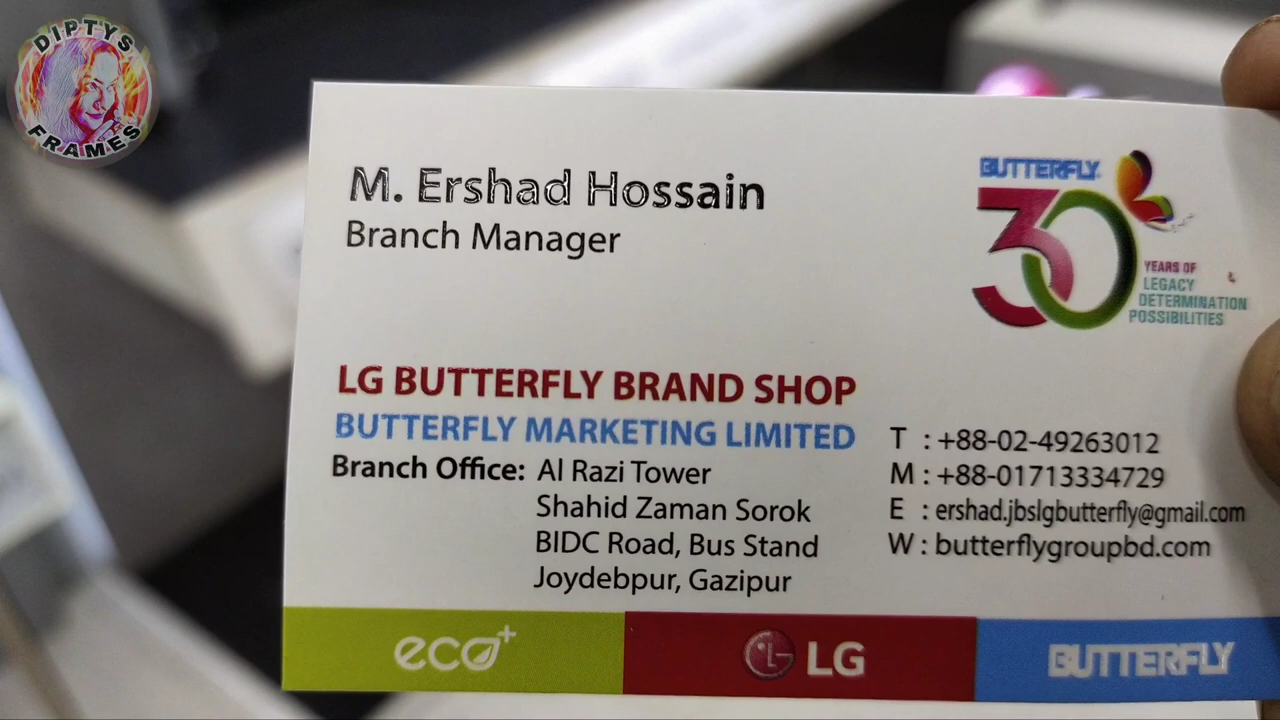 DIPTYS
FRAMES
M. Ershad Hossain
Branch Manager
BUTTERFLY
30
YEARS OF
LEGACY
DETERMINATION
POSSIBILITIES
LG BUTTERFLY BRAND SHOP
BUTTERFLY MARKETING LIMITED
Branch Office: Al Razi Tower
Shahid Zaman Sorok
BIDC Road, Bus Stand
Joydebpur, Gazipur
T : +88-02-49263012
M : +88-01713334729
E : ershad.jbslgbutterfly@gmail.com
W : butterflygroupbd.com
eco+
LG
BUTTERFLY